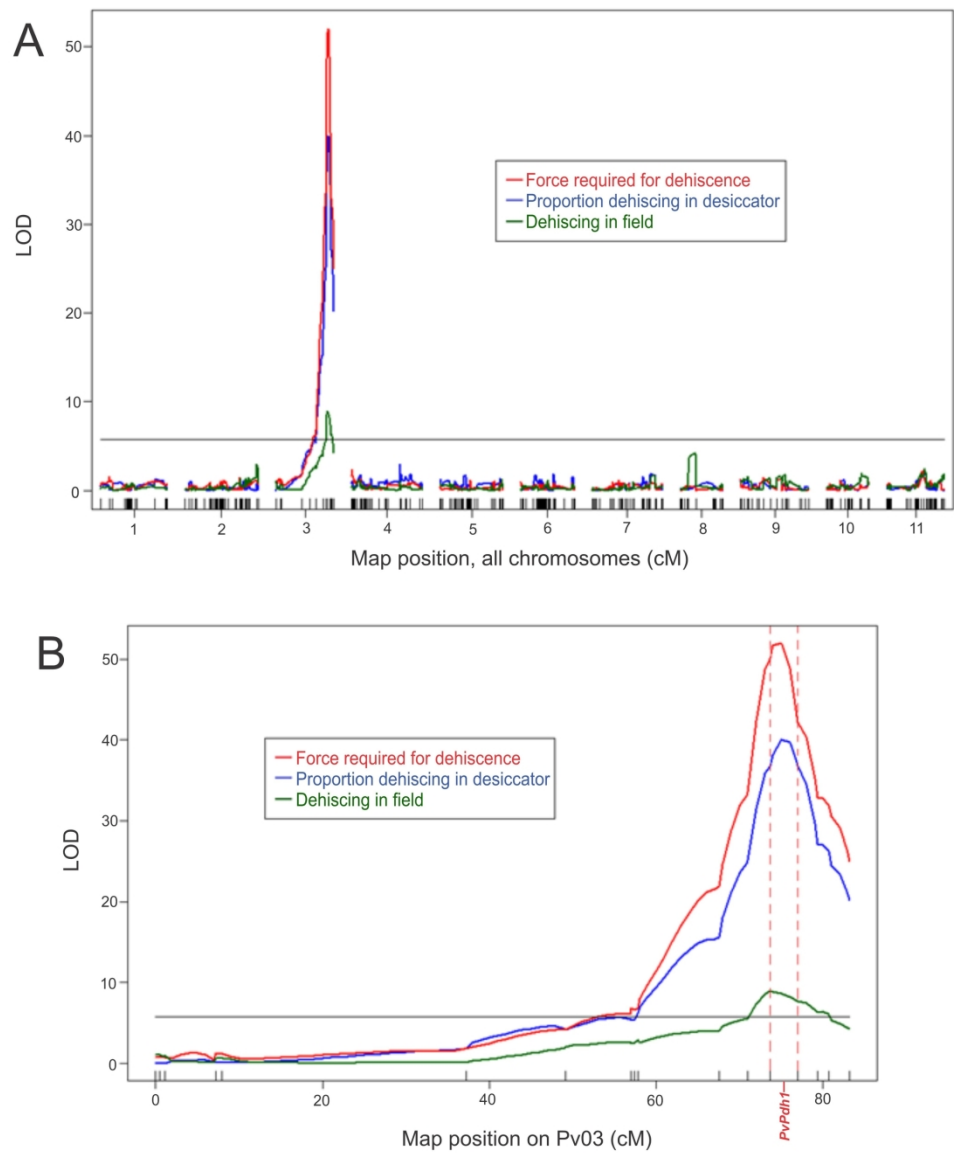 A
50
40
30
20
10
0
LOD
Force required for dehiscence
Proportion dehiscing in desiccator
Dehiscing in field
1 2 3 4 5 6 7 8 9 10 11
Map position, all chromosomes (cM)
B
50
40
30
20
10
0
LOD
Force required for dehiscence
Proportion dehiscing in desiccator
Dehiscing in field
0 20 40 60 80
PvPdh1
Map position on Pv03 (cM)